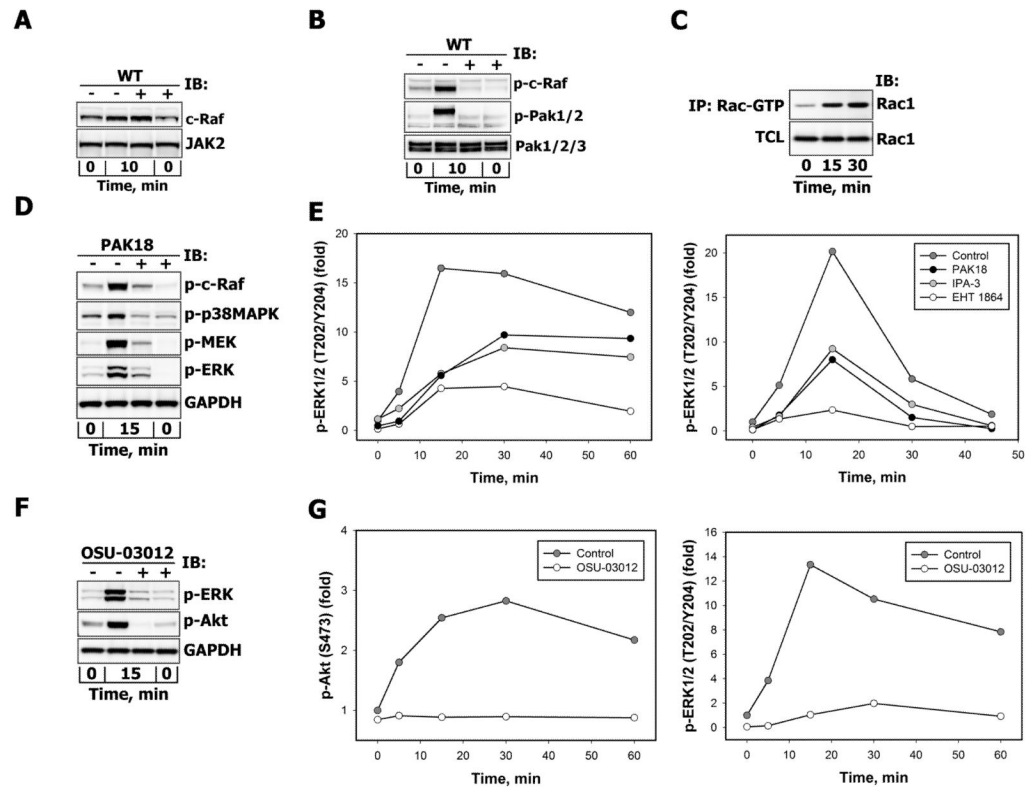 A
WT
IB:
- - + +
c-Raf
JAK2
0 10 0
Time, min
B
WT
IB:
- - + +
p-c-Raf
p-Pak1/2
Pak1/2/3
0 10 0
Time, min
C
IB:
IP: Rac-GTP Rac1
TCL Rac1
0 15 30
Time, min
D
PAK18
IB:
- - + +
p-c-Raf
p-p38MAPK
p-MEK
p-ERK
GAPDH
0 15 0
Time, min
E
p-ERK1/2 (T202/Y204) (fold)
20
15
10
5
0
0 10 20 30 40 50 60
Time, min
p-ERK1/2 (T202/Y204) (fold)
20
15
10
5
0
Control
PAK18
IPA-3
EHT 1864
0 10 20 30 40 50
Time, min
F
OSU-03012
IB:
- - + +
p-ERK
p-Akt
GAPDH
0 15 0
Time, min
G
p-Akt (S473) (fold)
4
3
2
1
Control
OSU-03012
0 10 20 30 40 50 60
Time, min
p-ERK1/2 (T202/Y204) (fold)
16
14
12
10
8
6
4
2
0
Control
OSU-03012
0 10 20 30 40 50 60
Time, min